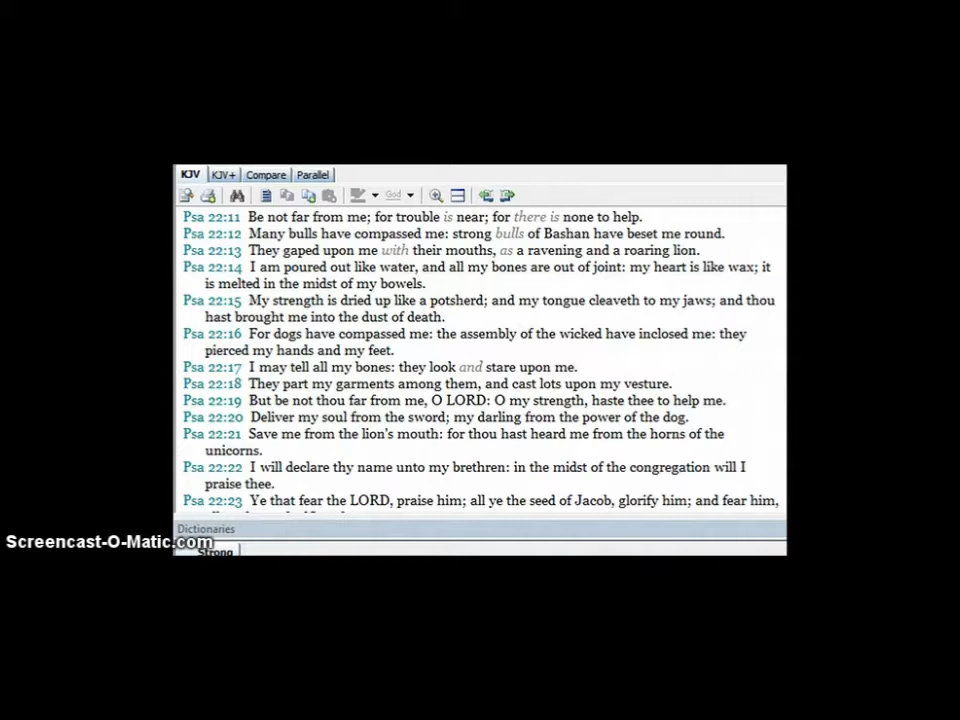 KJV KJV+ Compare Parallel
God
Psa 22:11 Be not far from me; for trouble is near; for there is none to help.
Psa 22:12 Many bulls have compassed me: strong bulls of Bashan have beset me round.
Psa 22:13 They gaped upon me with their mouths, as a ravening and a roaring lion.
Psa 22:14 I am poured out like water, and all my bones are out of joint: my heart is like wax; it
is melted in the midst of my bowels.
Psa 22:15 My strength is dried up like a potsherd; and my tongue cleaveth to my jaws; and thou
hast brought me into the dust of death.
Psa 22:16 For dogs have compassed me: the assembly of the wicked have inclosed me: they
pierced my hands and my feet.
Psa 22:17 I may tell all my bones: they look and stare upon me.
Psa 22:18 They part my garments among them, and cast lots upon my vesture.
Psa 22:19 But be not thou far from me, O LORD: O my strength, haste thee to help me.
Psa 22:20 Deliver my soul from the sword; my darling from the power of the dog.
Psa 22:21 Save me from the lion's mouth: for thou hast heard me from the horns of the
unicorns.
Psa 22:22 I will declare thy name unto my brethren: in the midst of the congregation will I
praise thee.
Psa 22:23 Ye that fear the LORD, praise him; all ye the seed of Jacob, glorify him; and fear him,
Dictionaries
Screencast-O-Matic.com
Strong